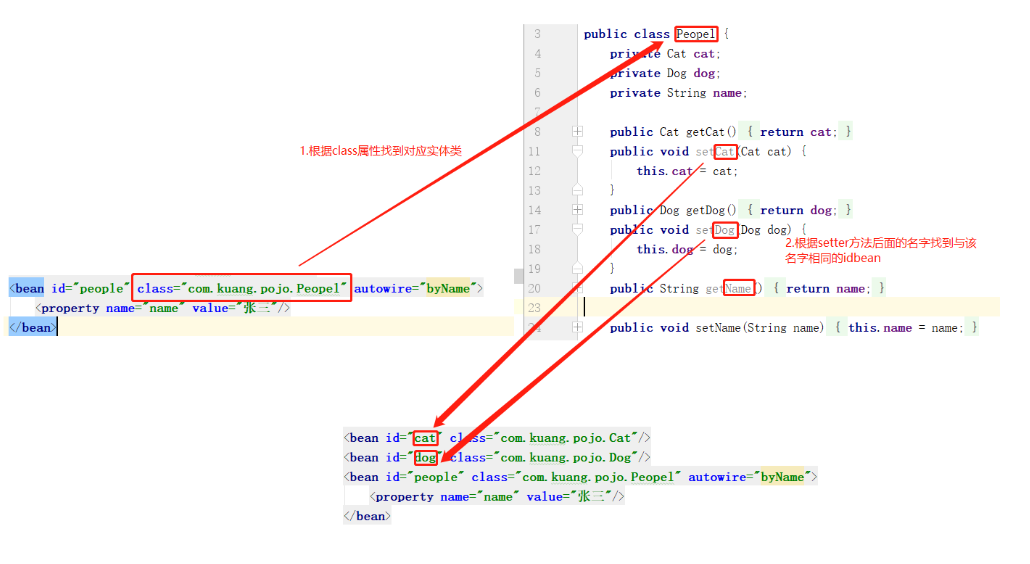 3 public class Peopel {
4 private Cat cat;
5 private Dog dog;
6 private String name;
7
8 public Cat getCat() { return cat; }
11 public void setCat(Cat cat) {
12 this.cat = cat;
13 }
14 public Dog getDog() { return dog; }
17 public void setDog(Dog dog) {
18 this.dog = dog;
19 }
20 public String getName() { return name; }
23
24 public void setName(String name) { this.name = name; }
1.根据class属性找到对应实体类
2.根据setter方法后面的名字找到与该
名字相同的idbean
<bean id="people" class="com.kuang.pojo.Peopel" autowire="byName">
<property name="name" value="张三"/>
</bean>
<bean id="cat" class="com.kuang.pojo.Cat"/>
<bean id="dog" class="com.kuang.pojo.Dog"/>
<bean id="people" class="com.kuang.pojo.Peopel" autowire="byName">
<property name="name" value="张三"/>
</bean>